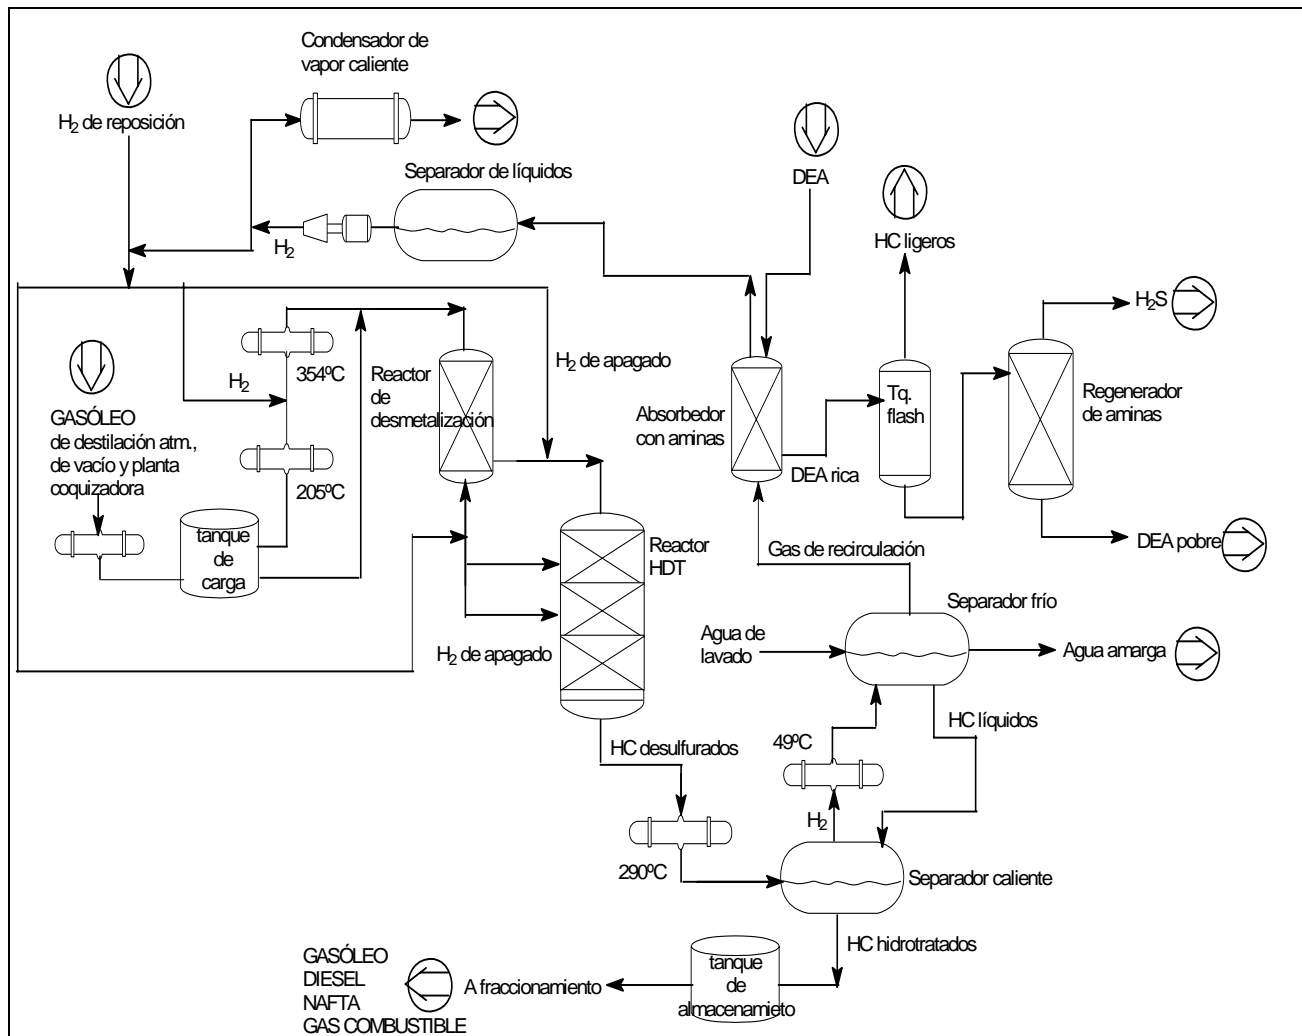 Condensador de
vapor caliente
H2 de reposición
Separador de líquidos
DEA
H2
HC ligeros
H2S
354ºC
H2
Reactor
de
desmetalización
H2 de apagado
Tq.
flash
Regenerador
de aminas
Absorbedor
con aminas
DEA rica
GASÓLEO
de destilación atm.,
de vacío y planta
coquizadora
205ºC
tanque
de
carga
Reactor
HDT
Gas de recirculación
DEA pobre
Separador frío
Agua de
lavado
Agua amarga
H2 de apagado
HC líquidos
HC desulfurados
49ºC
H2
290ºC
Separador caliente
HC hidrotratados
GASÓLEO
DIESEL
NAFTA
GAS COMBUSTIBLE
A fraccionamiento
tanque
de
almacenamieto